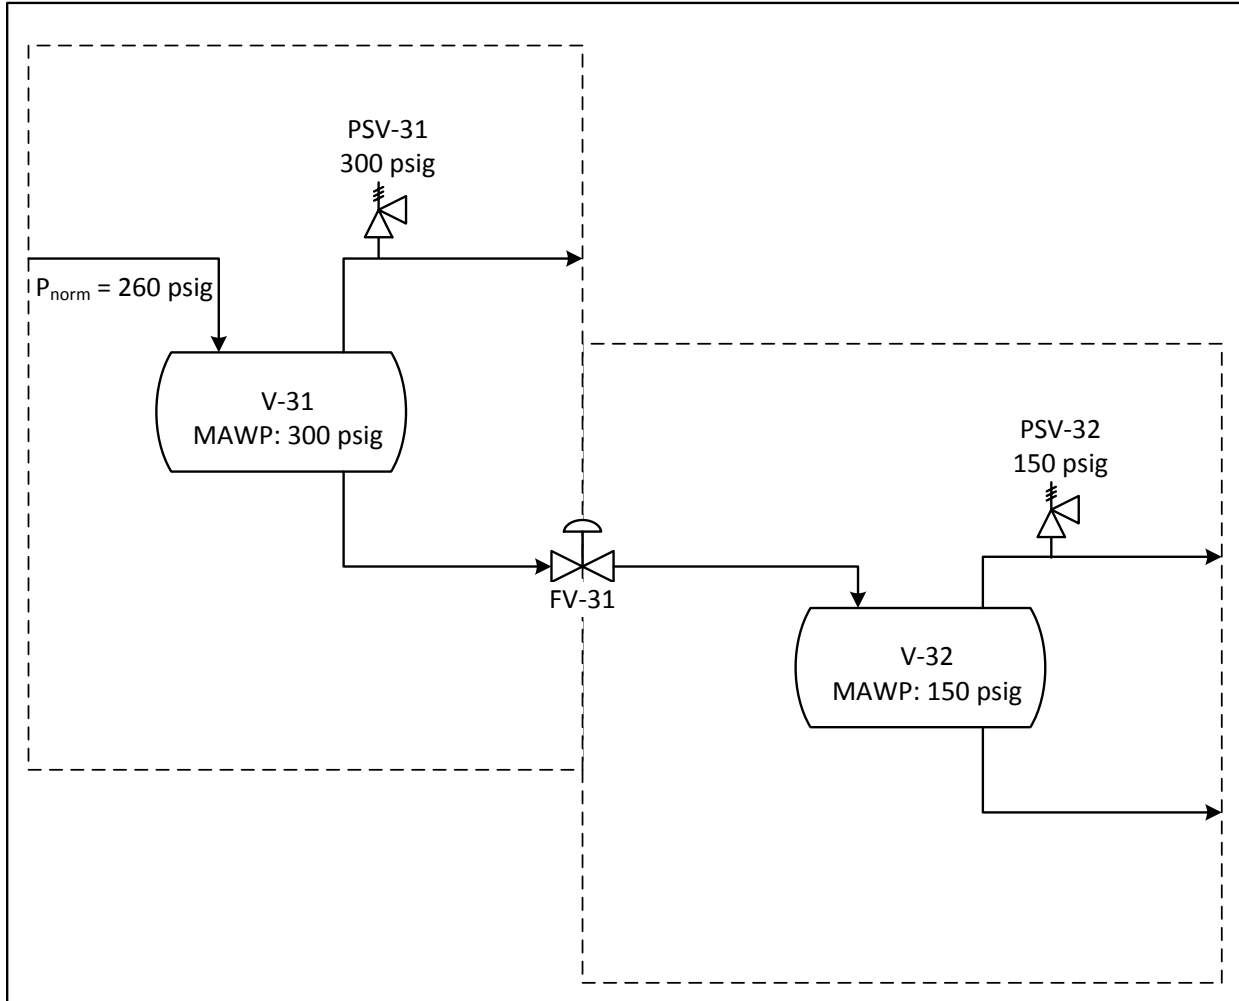 PSV-31
300 psig
Pnorm = 260 psig
V-31
MAWP: 300 psig
PSV-32
150 psig
FV-31
V-32
MAWP: 150 psig